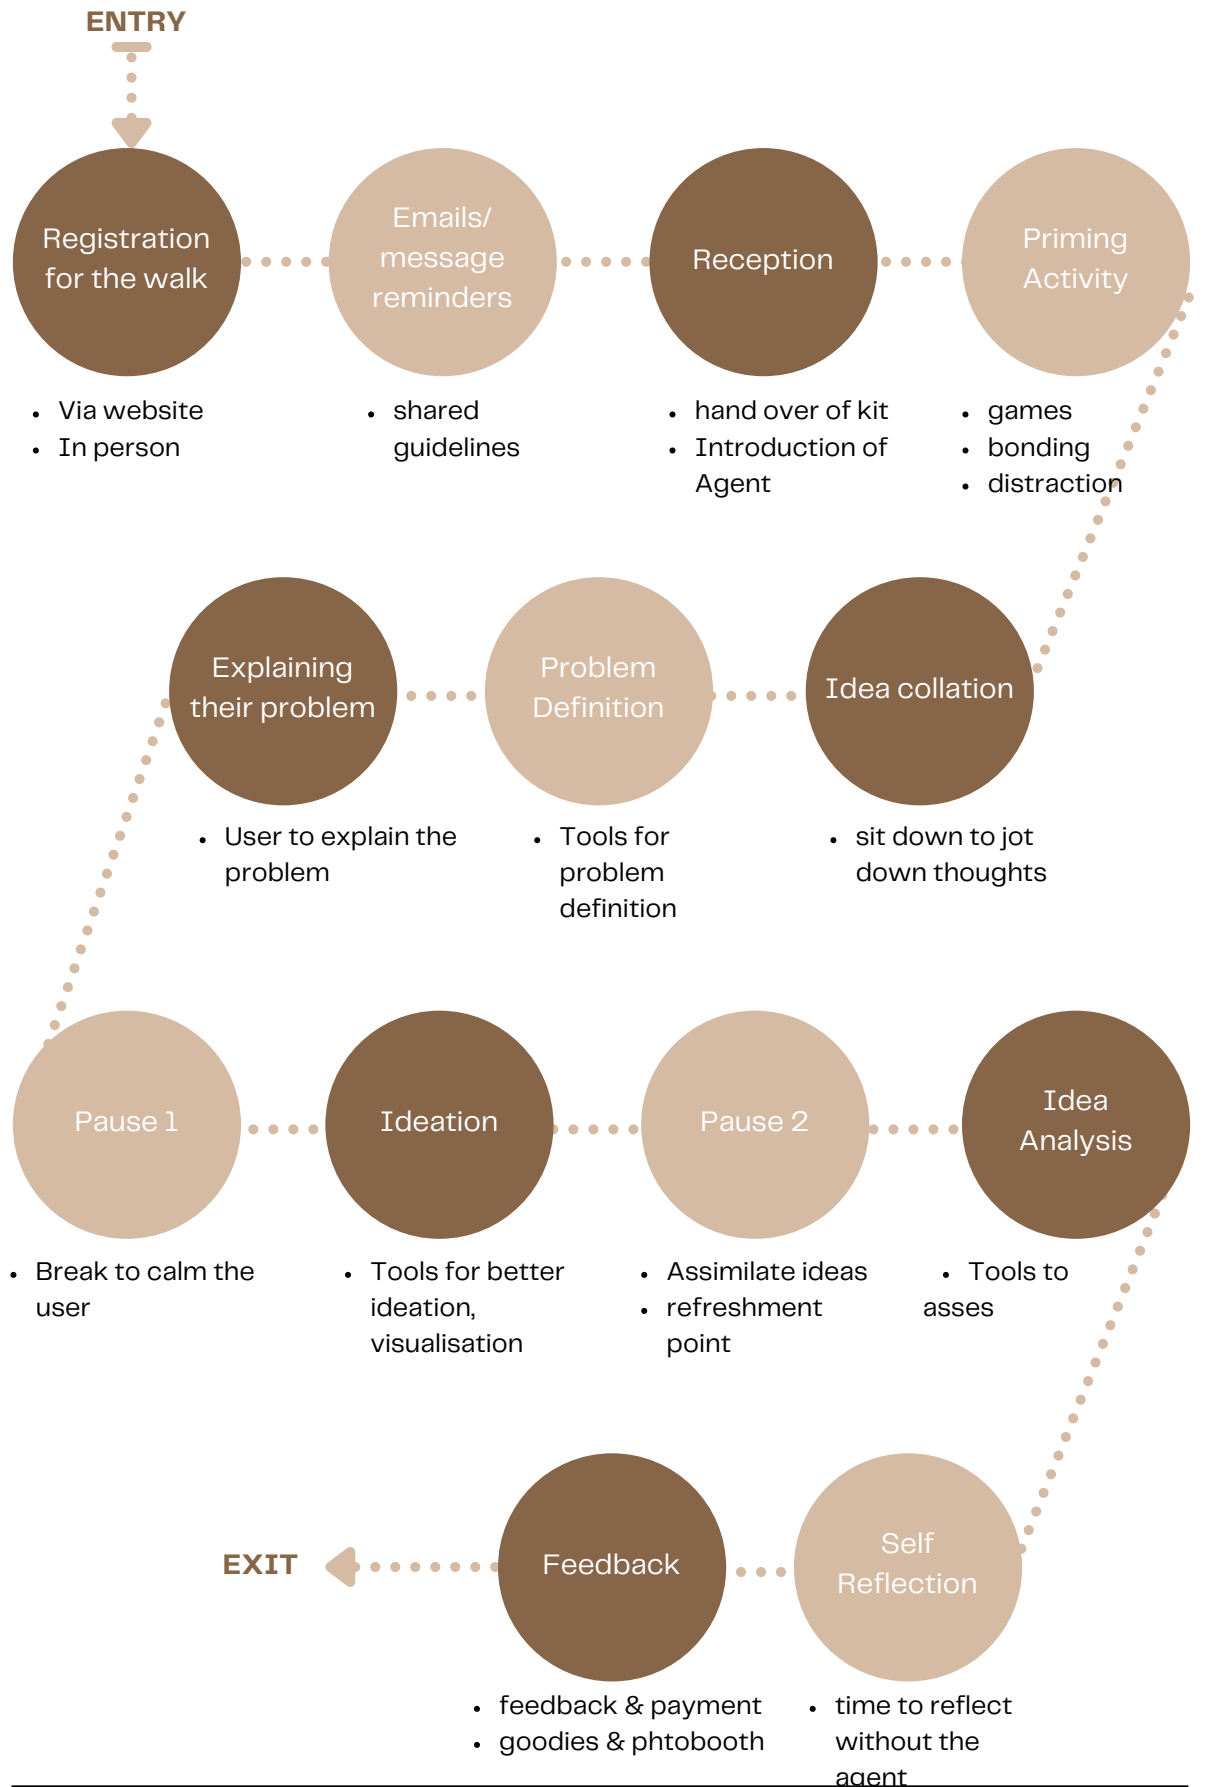 ENTRY
Registration
for the walk
Emails/
message
reminders
Reception
Priming
Activity
• Via website
• In person
• shared
guidelines
• hand over of kit
• Introduction of
Agent
• games
• bonding
• distraction
Explaining
their problem
Problem
Definition
Idea collation
• User to explain the
problem
• Tools for
problem
definition
• sit down to jot
down thoughts
Pause 1
Ideation
Pause 2
Idea
Analysis
• Break to calm the
user
• Tools for better
ideation,
visualisation
• Assimilate ideas
• refreshment
point
• Tools to
asses
EXIT
Feedback
Self
Reflection
• feedback & payment
• goodies & phtobooth
• time to reflect
without the
agent